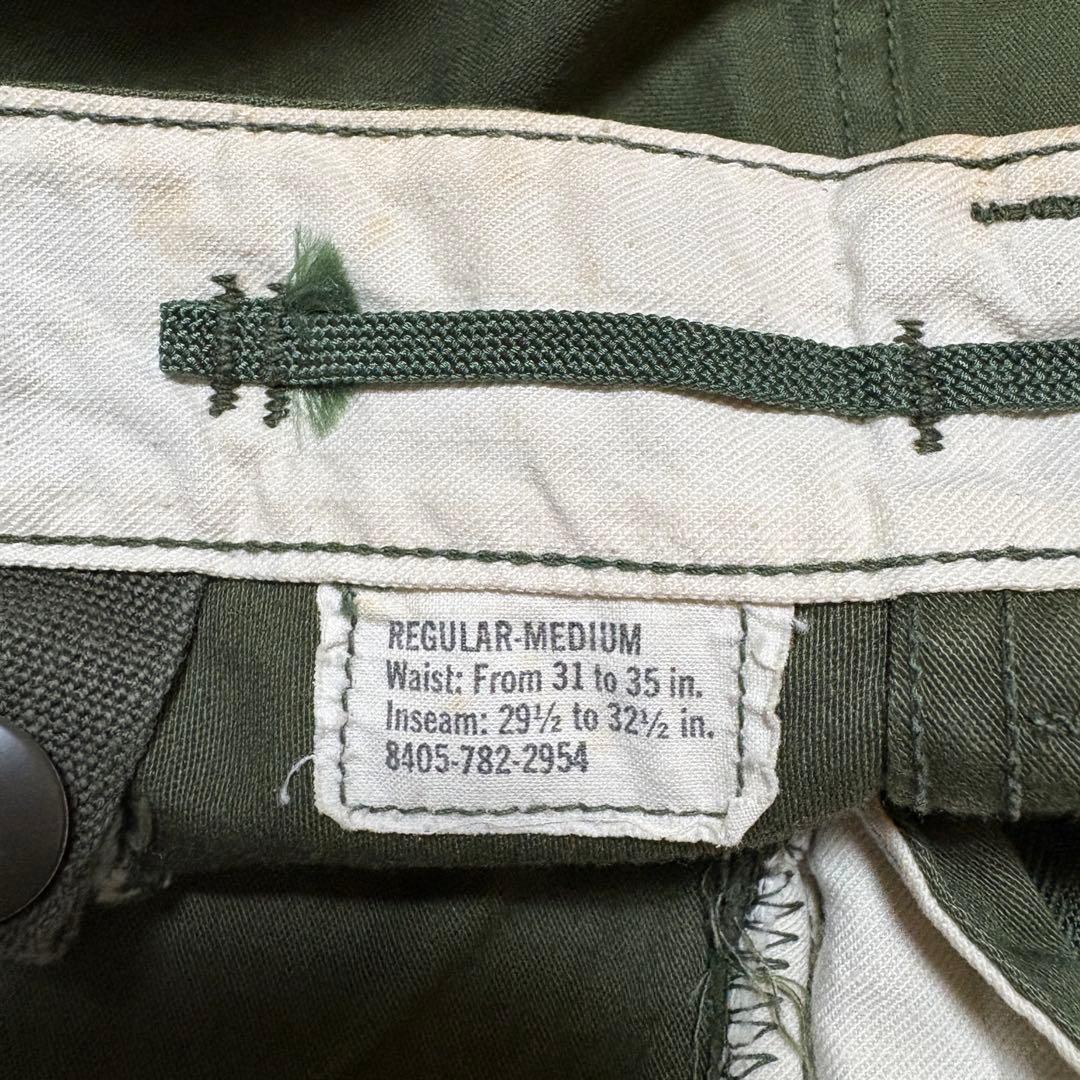 REGULAR-MEDIUM
Waist: From 31 to 35 in.
Inseam: 29½ to 32½ in.
8405-782-2954